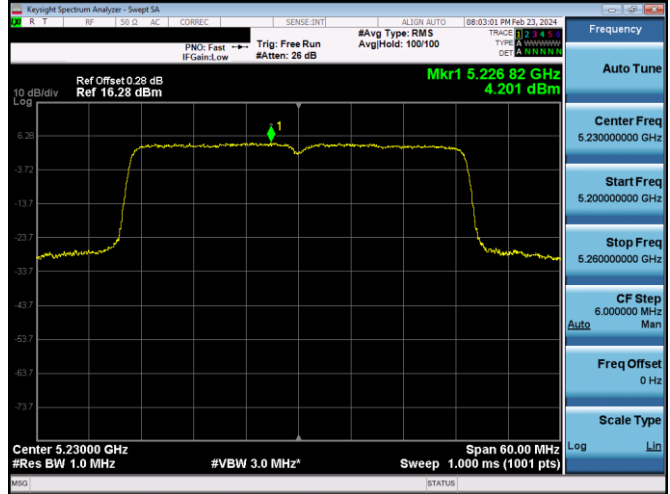 Keysight Spectrum Analyzer - Swept SA
LXI R T RF 50 Ω AC CORREC SENSE:INT ALIGN AUTO 08:03:01 PM Feb 23, 2024
PNO: Fast
IFGain:Low
Trig: Free Run
#Atten: 26 dB
#Avg Type: RMS
Avg|Hold: 100/100
TRACE 1 2 3 4 5 6
TYPE A WWWWW
DET A N N N N N
Ref Offset 0.28 dB
10 dB/div Ref 16.28 dBm
Log
Mkr1 5.226 82 GHz
4.201 dBm
1
6.28
-3.72
-13.7
-23.7
-33.7
-43.7
-53.7
-63.7
-73.7
Center 5.23000 GHz Span 60.00 MHz
#Res BW 1.0 MHz #VBW 3.0 MHz* Sweep 1.000 ms (1001 pts)
MSG STATUS
Frequency
Auto Tune
Center Freq
5.230000000 GHz
Start Freq
5.200000000 GHz
Stop Freq
5.260000000 GHz
CF Step
6.000000 MHz
Auto Man
Freq Offset
0 Hz
Scale Type
Log Lin